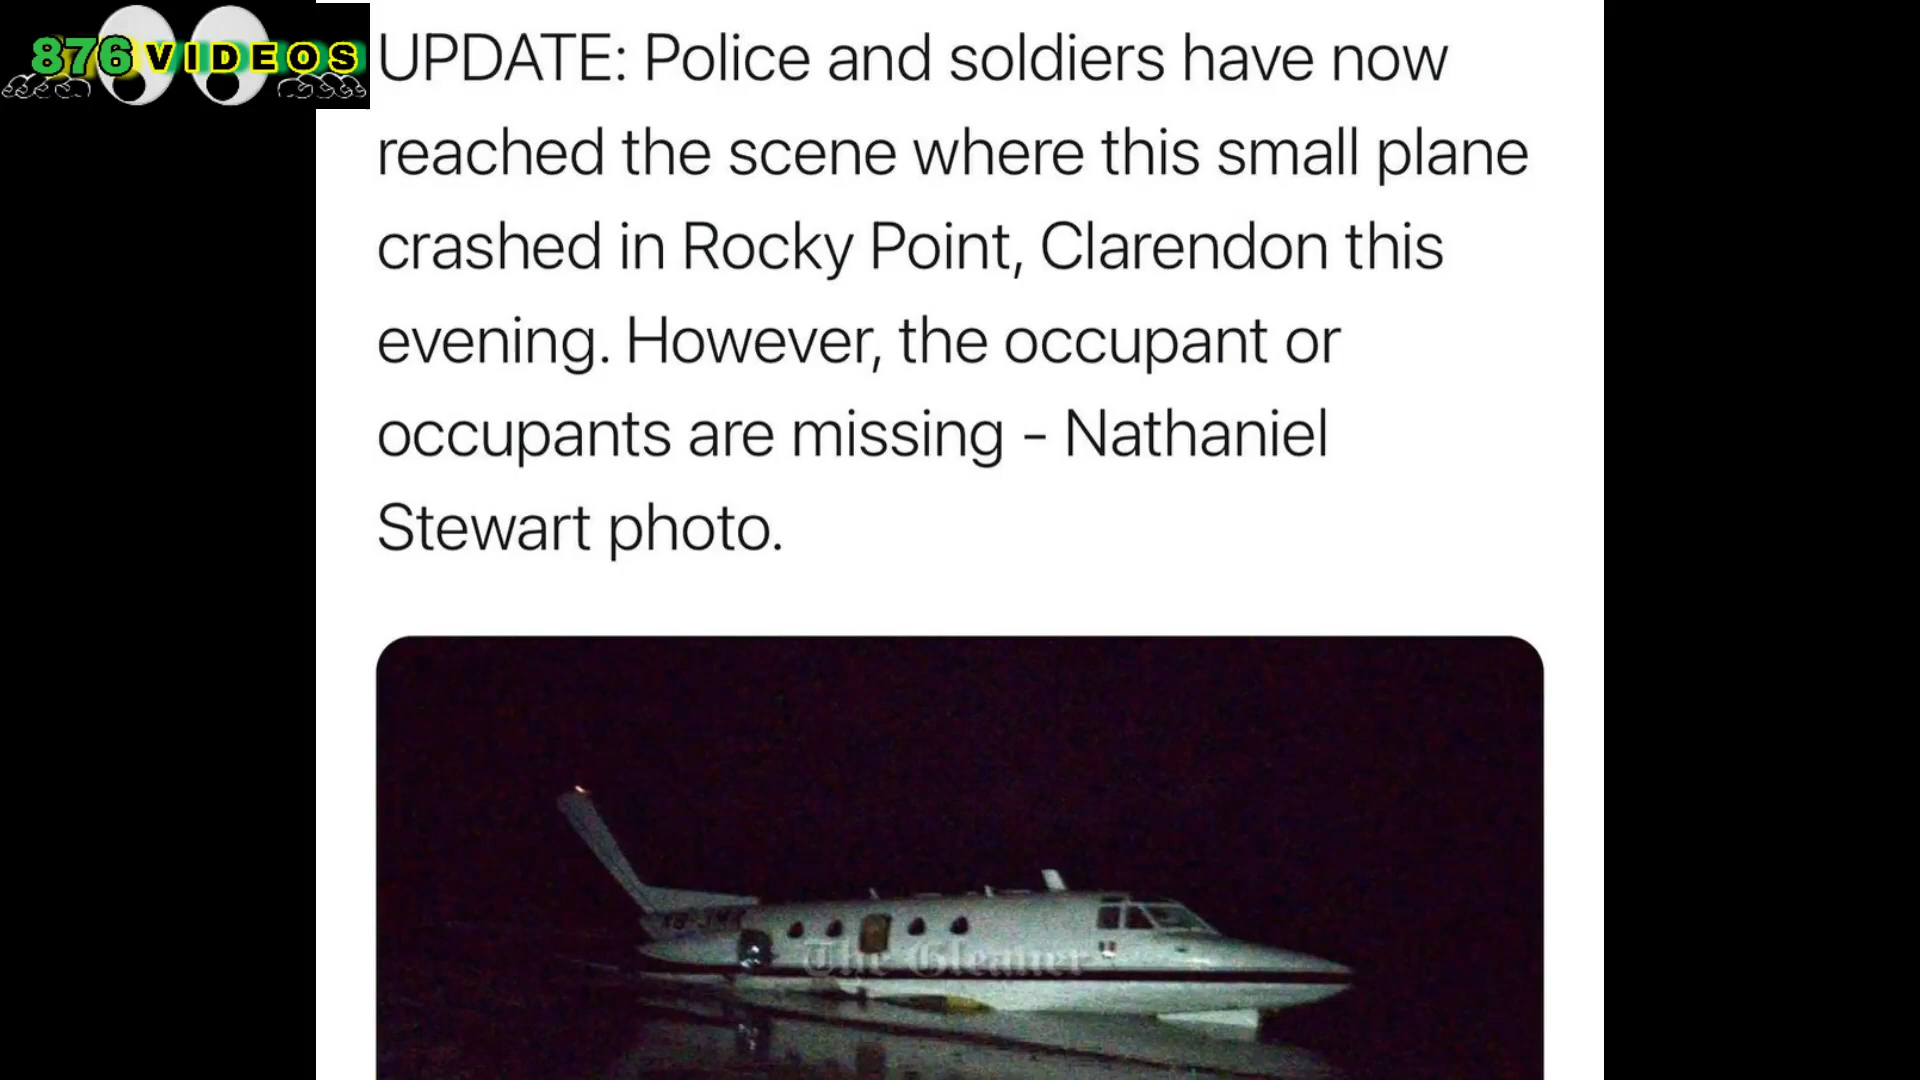 876 VIDEOS
UPDATE: Police and soldiers have now
reached the scene where this small plane
crashed in Rocky Point, Clarendon this
evening. However, the occupant or
occupants are missing - Nathaniel
Stewart photo.
The Gleaner